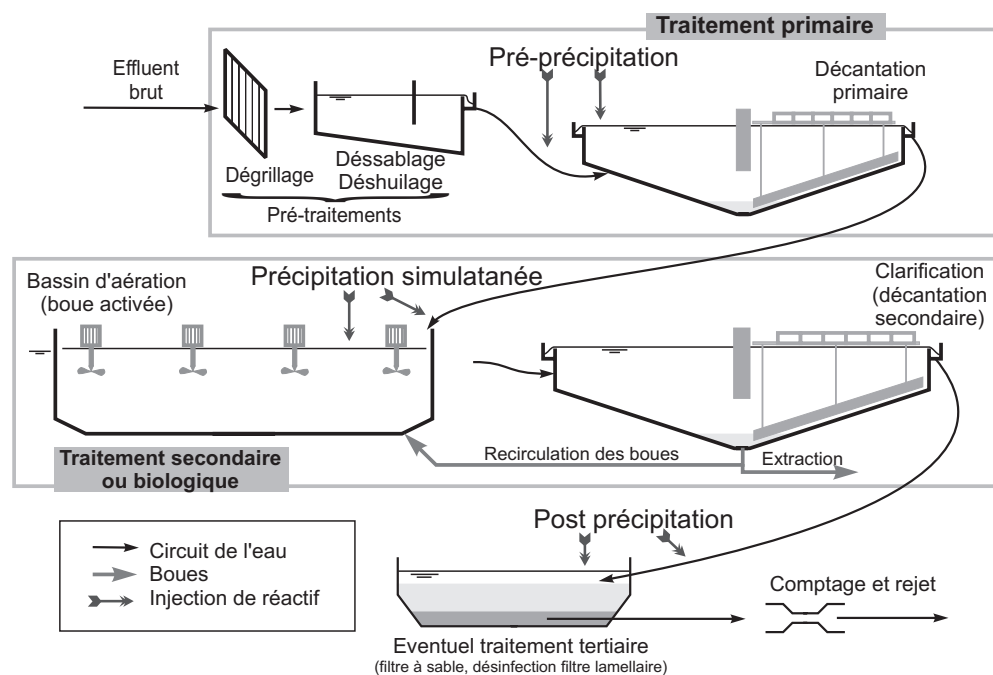 Traitement primaire
Effluent
brut
Pré-précipitation
Décantation
primaire
Dégrillage
Déssablage
Déshuilage
Pré-traitements
Bassin d'aération
(boue activée)
Précipitation simulatanée
Clarification
(décantation
secondaire)
Recirculation des boues
Extraction
Traitement secondaire
ou biologique
Post précipitation
Circuit de l'eau
Boues
Injection de réactif
Comptage et rejet
Eventuel traitement tertiaire
(filtre à sable, désinfection filtre lamellaire)